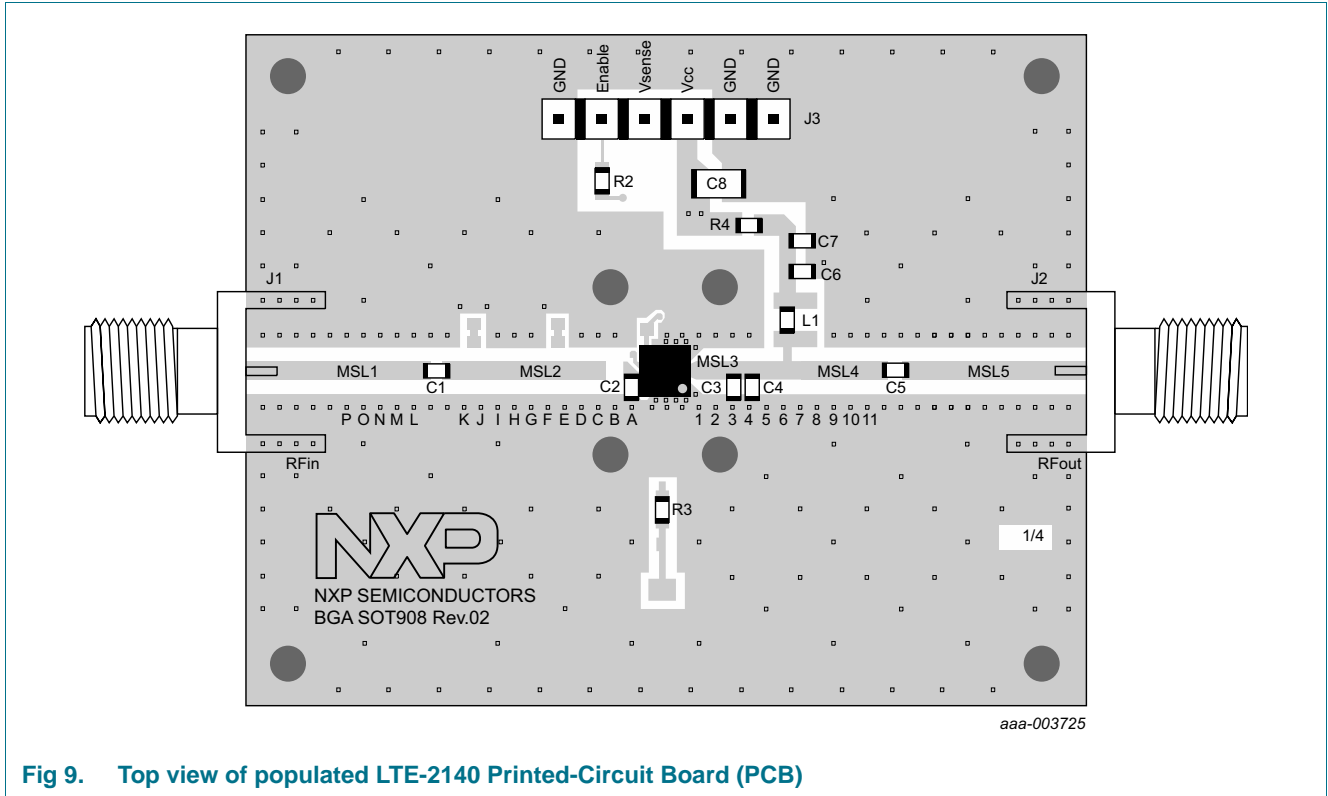 GND
Enable
Vsense
Vcc
GND
GND
J3
R2
C8
R4
C7
C6
J1
J2
L1
MSL1
C1
MSL2
C2
MSL3
C3
C4
MSL4
C5
MSL5
P O N M L K J I H G F E D C B A 1 2 3 4 5 6 7 8 9 10 11
RFin
RFout
R3
1/4
NXP
NXP SEMICONDUCTORS
BGA SOT908 Rev.02
aaa-003725
Fig 9. Top view of populated LTE-2140 Printed-Circuit Board (PCB)